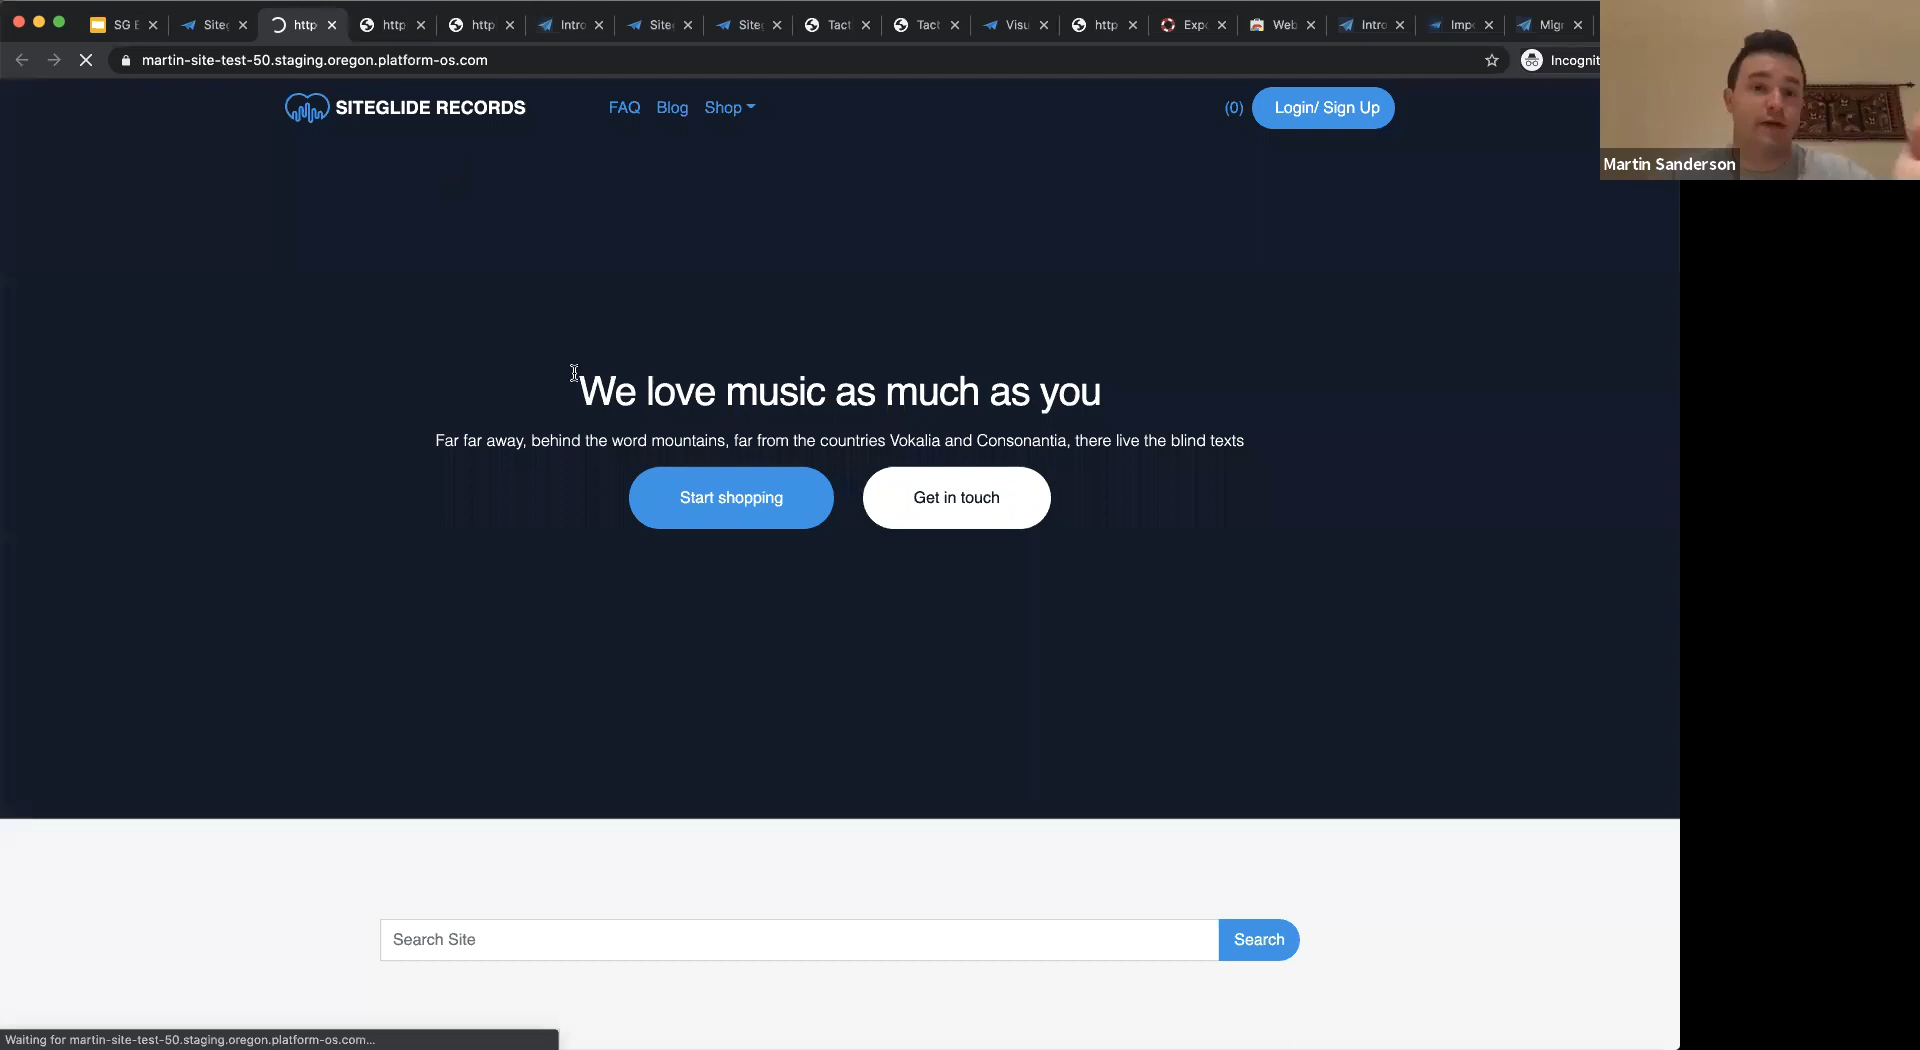 SG E
Siteg
http
http
http
Intro
Site
Site
Tact
Tact
Visu
http
Expo
Web
Intro
Impo
Migr
martin-site-test-50.staging.oregon.platform-os.com
Incognit
Martin Sanderson
SITEGLIDE RECORDS
FAQ
Blog
Shop
(0)
Login/ Sign Up
We love music as much as you
Far far away, behind the word mountains, far from the countries Vokalia and Consonantia, there live the blind texts
Start shopping
Get in touch
Search Site
Search
Waiting for martin-site-test-50.staging.oregon.platform-os.com...